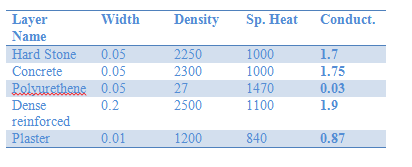 Layer Name Width Density Sp. Heat Conduct.
Hard Stone 0.05 2250 1000 1.7
Concrete 0.05 2300 1000 1.75
Polyurethene 0.05 27 1470 0.03
Dense reinforced 0.2 2500 1100 1.9
Plaster 0.01 1200 840 0.87